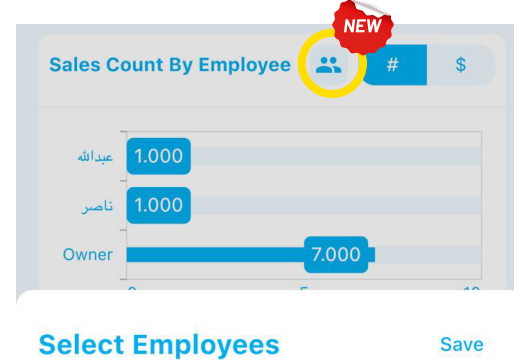 NEW
Sales Count By Employee # $
عبدالله 1.000
ناصر 1.000
Owner 7.000
Select Employees Save